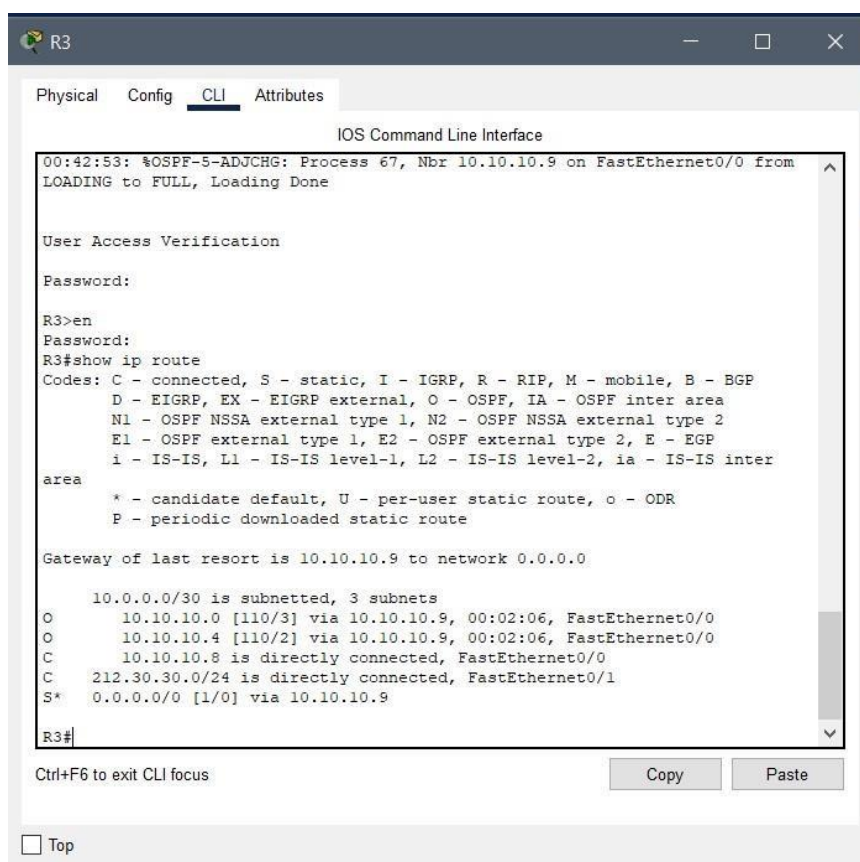 R3
Physical Config CLI Attributes
IOS Command Line Interface
00:42:53: %OSPF-5-ADJCHG: Process 67, Nbr 10.10.10.9 on FastEthernet0/0 from
LOADING to FULL, Loading Done
User Access Verification
Password:
R3>en
Password:
R3#show ip route
Codes: C - connected, S - static, I - IGRP, R - RIP, M - mobile, B - BGP
D - EIGRP, EX - EIGRP external, O - OSPF, IA - OSPF inter area
N1 - OSPF NSSA external type 1, N2 - OSPF NSSA external type 2
E1 - OSPF external type 1, E2 - OSPF external type 2, E - EGP
i - IS-IS, L1 - IS-IS level-1, L2 - IS-IS level-2, ia - IS-IS inter
area
* - candidate default, U - per-user static route, o - ODR
P - periodic downloaded static route
Gateway of last resort is 10.10.10.9 to network 0.0.0.0
10.0.0.0/30 is subnetted, 3 subnets
O 10.10.10.0 [110/3] via 10.10.10.9, 00:02:06, FastEthernet0/0
O 10.10.10.4 [110/2] via 10.10.10.9, 00:02:06, FastEthernet0/0
C 10.10.10.8 is directly connected, FastEthernet0/0
C 212.30.30.0/24 is directly connected, FastEthernet0/1
S* 0.0.0.0/0 [1/0] via 10.10.10.9
R3#
Ctrl+F6 to exit CLI focus
Copy
Paste
Top